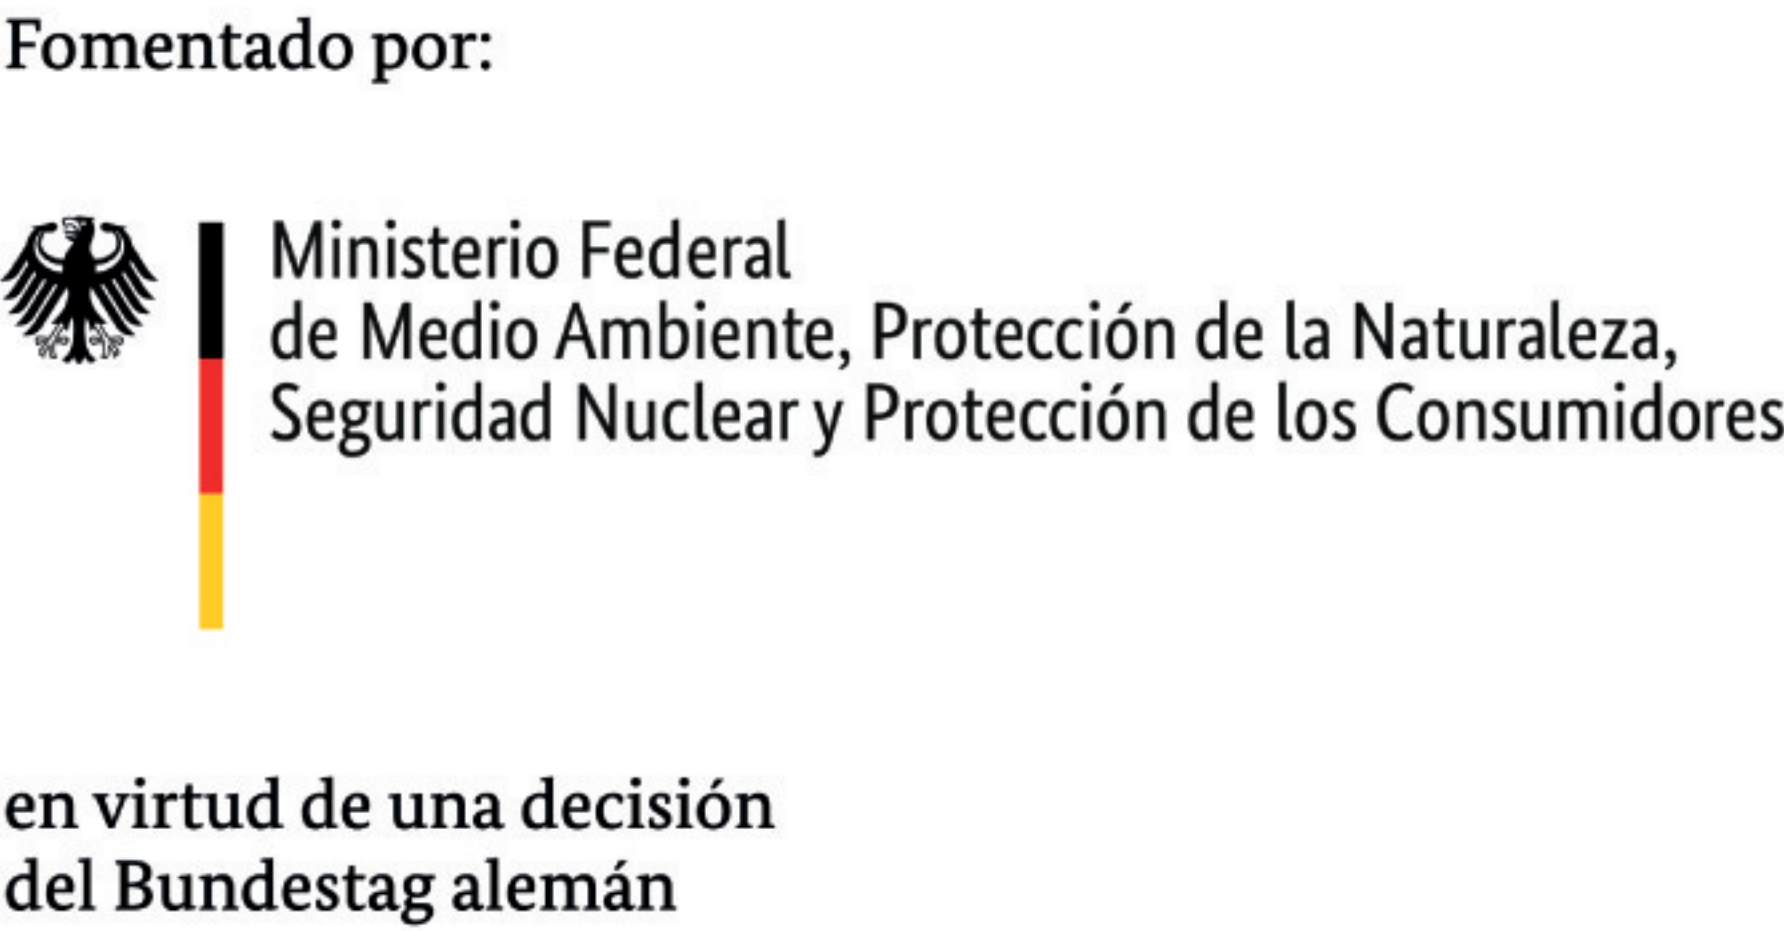 Fomentado por:
Ministerio Federal
de Medio Ambiente, Protección de la Naturaleza,
Seguridad Nuclear y Protección de los Consumidores
en virtud de una decisión
del Bundestag alemán